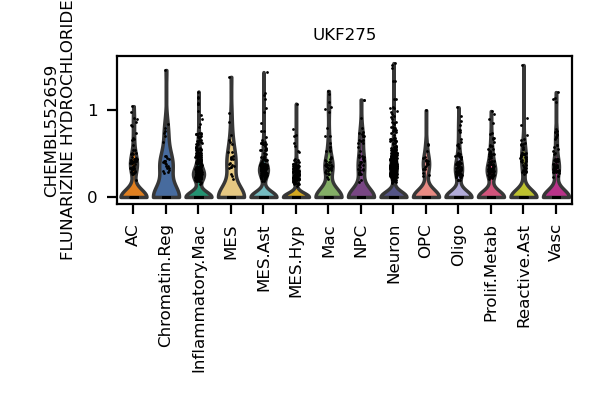 UKF275
CHEMBL552659
FLUNARIZINE HYDROCHLORIDE
1
0
AC
Chromatin.Reg
Inflammatory.Mac
MES
MES.Ast
MES.Hyp
Mac
NPC
Neuron
OPC
Oligo
Prolif.Metab
Reactive.Ast
Vasc